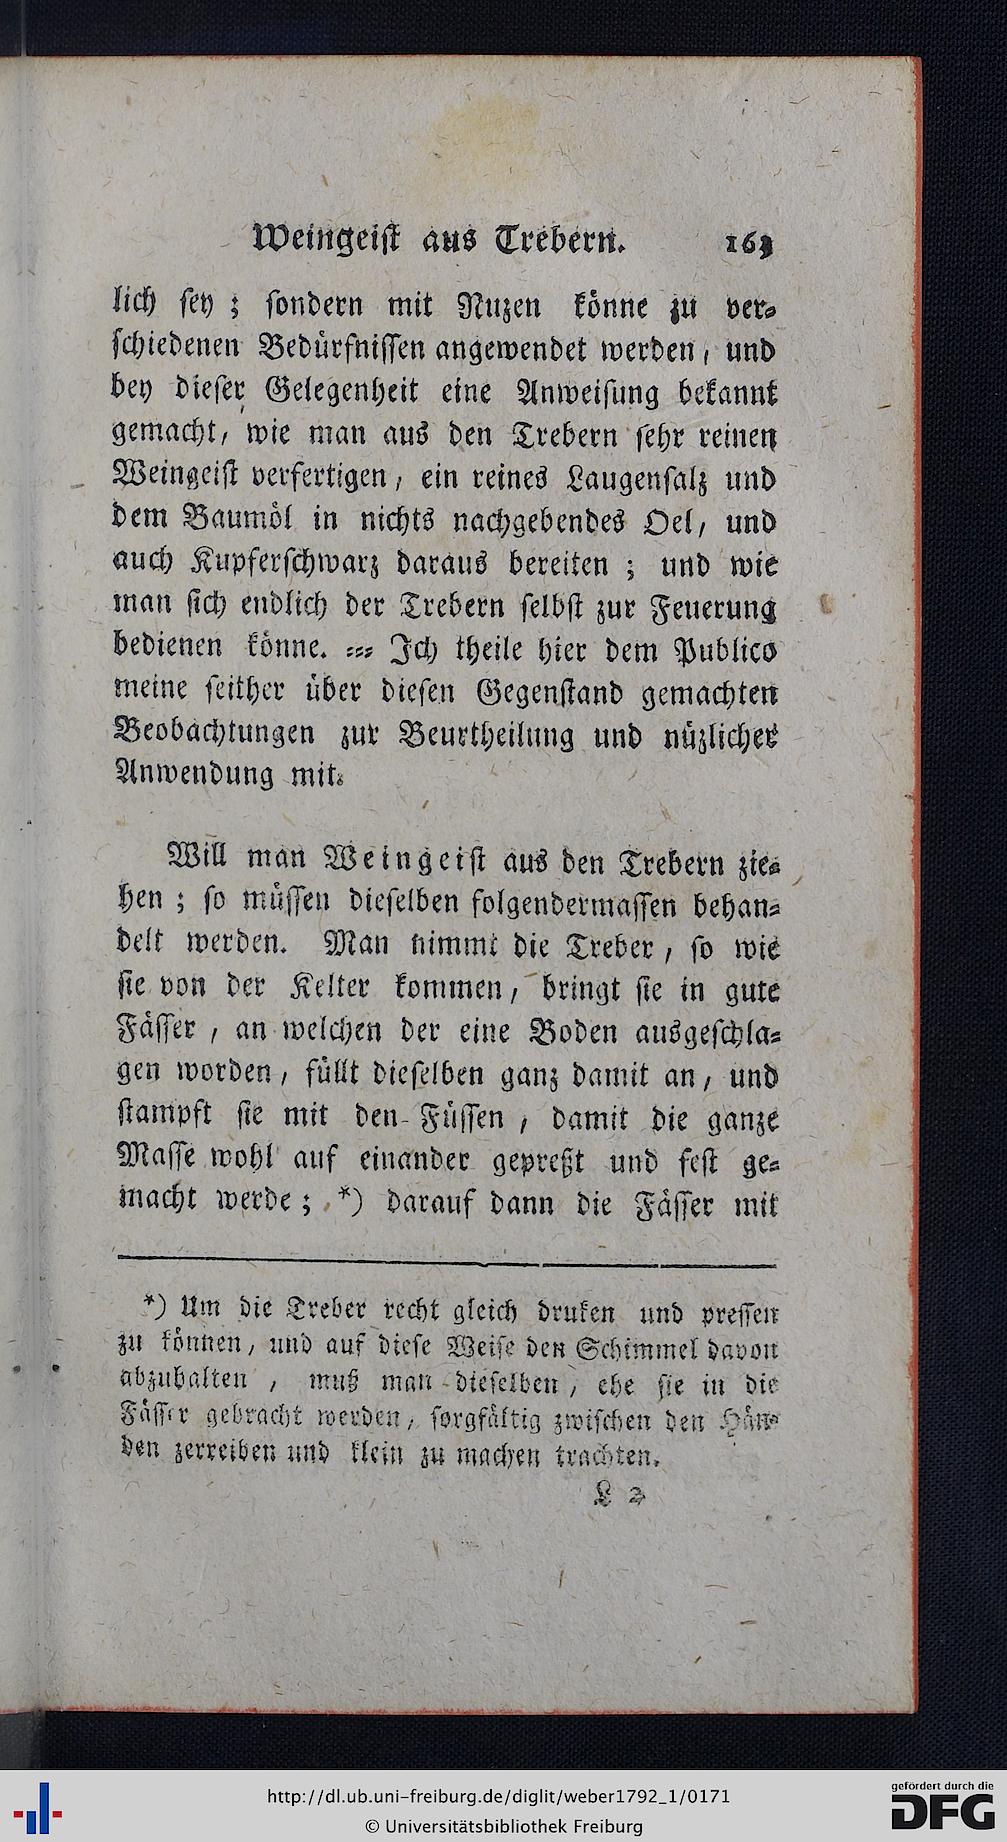 Weingeist aus Trebern. 163
lich sey ; sondern mit Nuzen könne zu ver-
schiedenen Bedürfnissen angewendet werden, und
bey dieser Gelegenheit eine Anweisung bekannt
gemacht, wie man aus den Trebern sehr reinen
Weingeist verfertigen, ein reines Laugensalz und
dem Baumöl in nichts nachgebendes Oel, und
auch Kupferschwarz daraus bereiten ; und wie
man sich endlich der Trebern selbst zur Feuerung
bedienen könne. --- Ich theile hier dem Publico
meine seither über diesen Gegenstand gemachten
Beobachtungen zur Beurtheilung und nüzlicher
Anwendung mit.
Will man Weingeist aus den Trebern zie-
hen ; so müssen dieselben folgendermassen behan-
delt werden. Man nimmt die Treber, so wie
sie von der Kelter kommen, bringt sie in gute
Fässer, an welchen der eine Boden ausgeschla-
gen worden, füllt dieselben ganz damit an, und
stampft sie mit den Füssen, damit die ganze
Masse wohl auf einander gepreßt und fest ge-
macht werde; *) darauf dann die Fässer mit
*) Um die Treber recht gleich druken und pressen
zu können, und auf diese Weise den Schimmel davon
abzuhalten, muß man dieselben, ehe sie in die
Fässer gebracht werden, sorgfältig zwischen den Hän-
den zerreiben und klein zu machen trachten.
L 2
http://dl.ub.uni-freiburg.de/diglit/weber1792_1/0171
© Universitätsbibliothek Freiburg
gefördert durch die
DFG